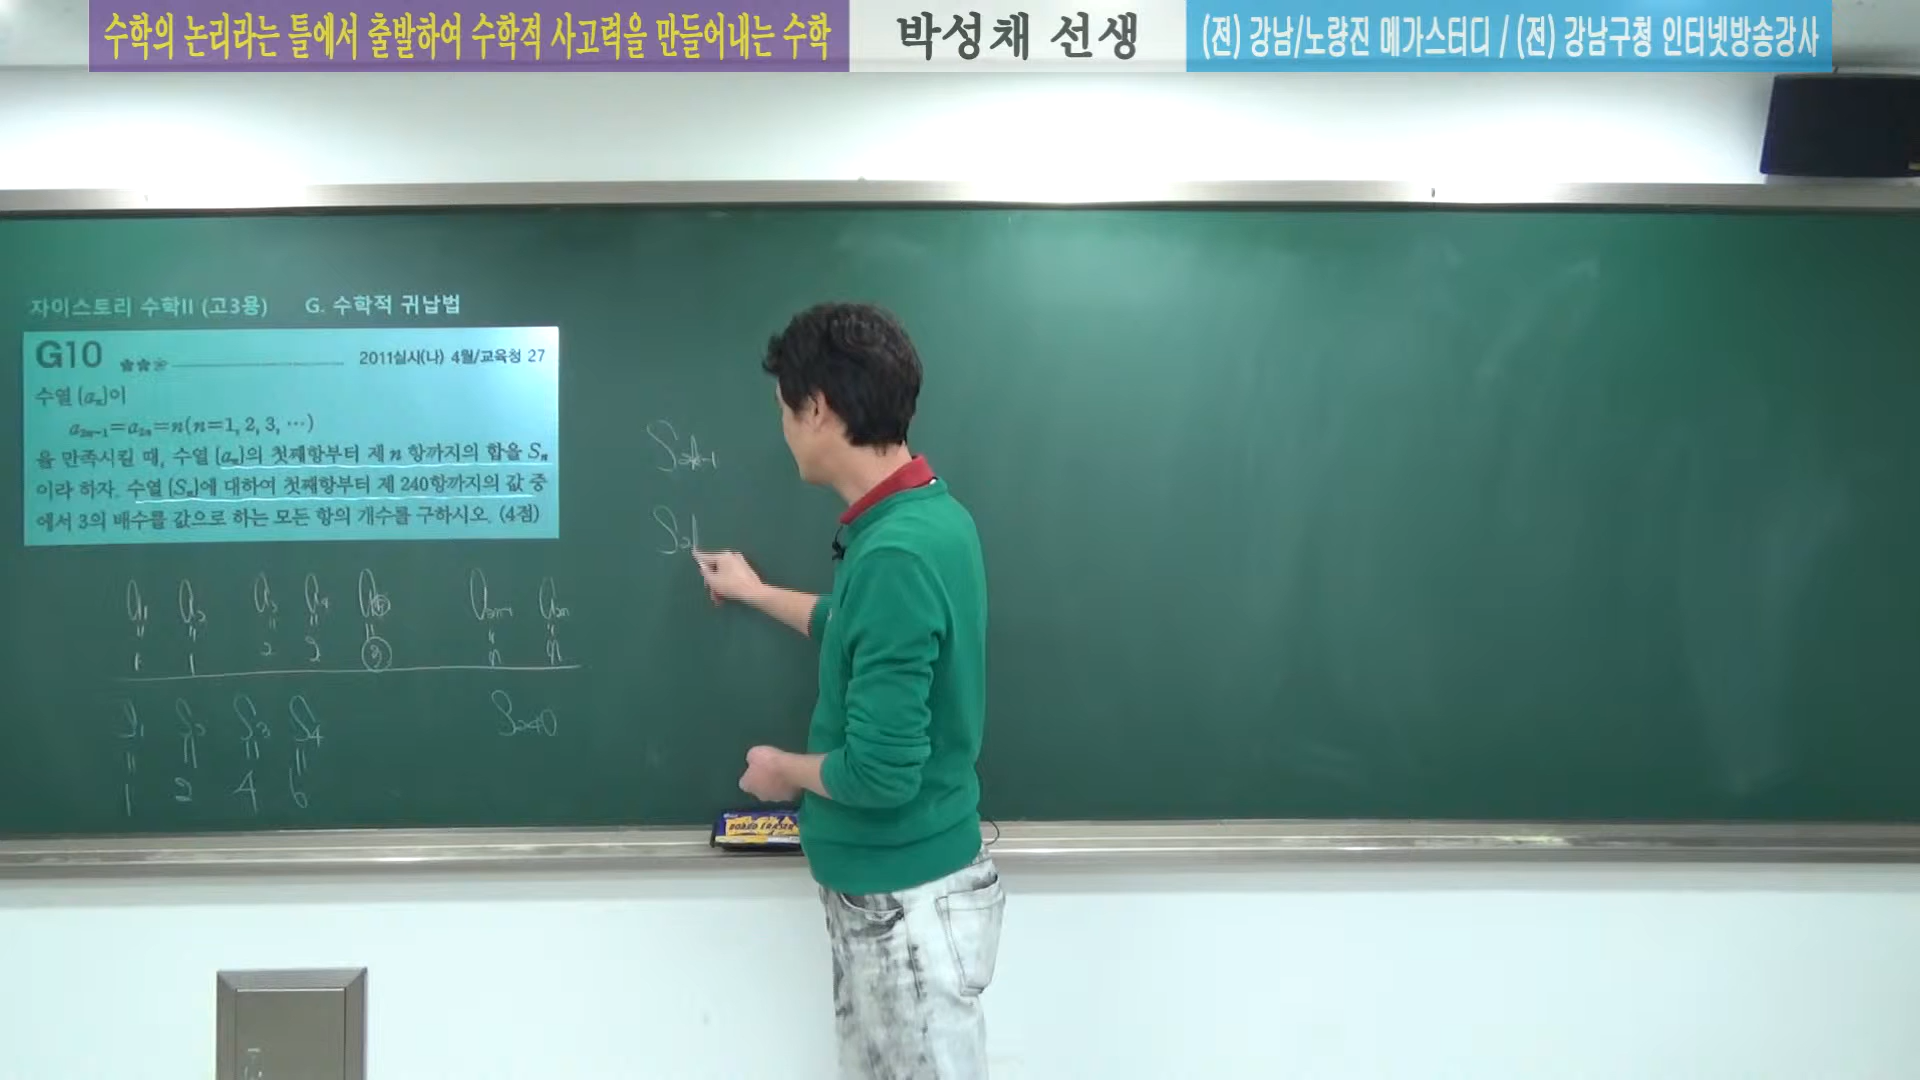 수학의 논리라는 틀에서 출발하여 수학적 사고력을 만들어내는 수학 박성채 선생 (전) 강남/노량진 메가스터디 / (전) 강남구청 인터넷방송강사
자이스토리 수학II (고3용) G. 수학적 귀납법
G10 2011실시(나) 4월/교육청 27
수열 {aₙ}이
a₂ₙ₋₁=a₂ₙ=n(n=1, 2, 3, ⋯)
을 만족시킬 때, 수열 {aₙ}의 첫째항부터 제 n 항까지의 합을 Sₙ
이라 하자. 수열 {Sₙ}에 대하여 첫째항부터 제 240항까지의 값 중
에서 3의 배수를 값으로 하는 모든 항의 개수를 구하시오. (4점)
S₂ₖ₋₁
a₁ a₂ a₃ a₄ a₅ a₂ₙ₋₁ a₂ₙ
= = = = = = =
1 1 2 2 3 n n
S₁ S₂ S₃ S₄ S₂₄₀
= = = =
1 2 4 6
BOARD ERASER